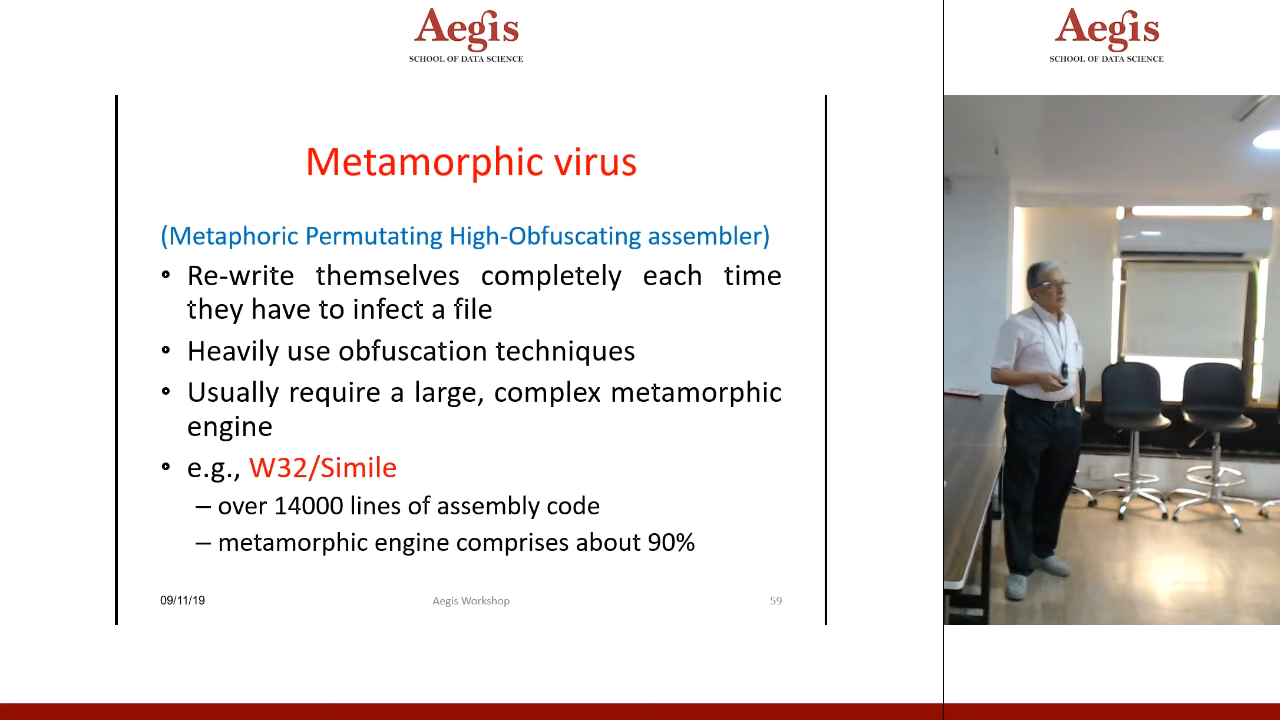 Aegis
SCHOOL OF DATA SCIENCE
Aegis
SCHOOL OF DATA SCIENCE
Metamorphic virus
(Metaphoric Permutating High-Obfuscating assembler)
• Re-write themselves completely each time
they have to infect a file
• Heavily use obfuscation techniques
• Usually require a large, complex metamorphic
engine
• e.g., W32/Simile
– over 14000 lines of assembly code
– metamorphic engine comprises about 90%
09/11/19 Aegis Workshop 59